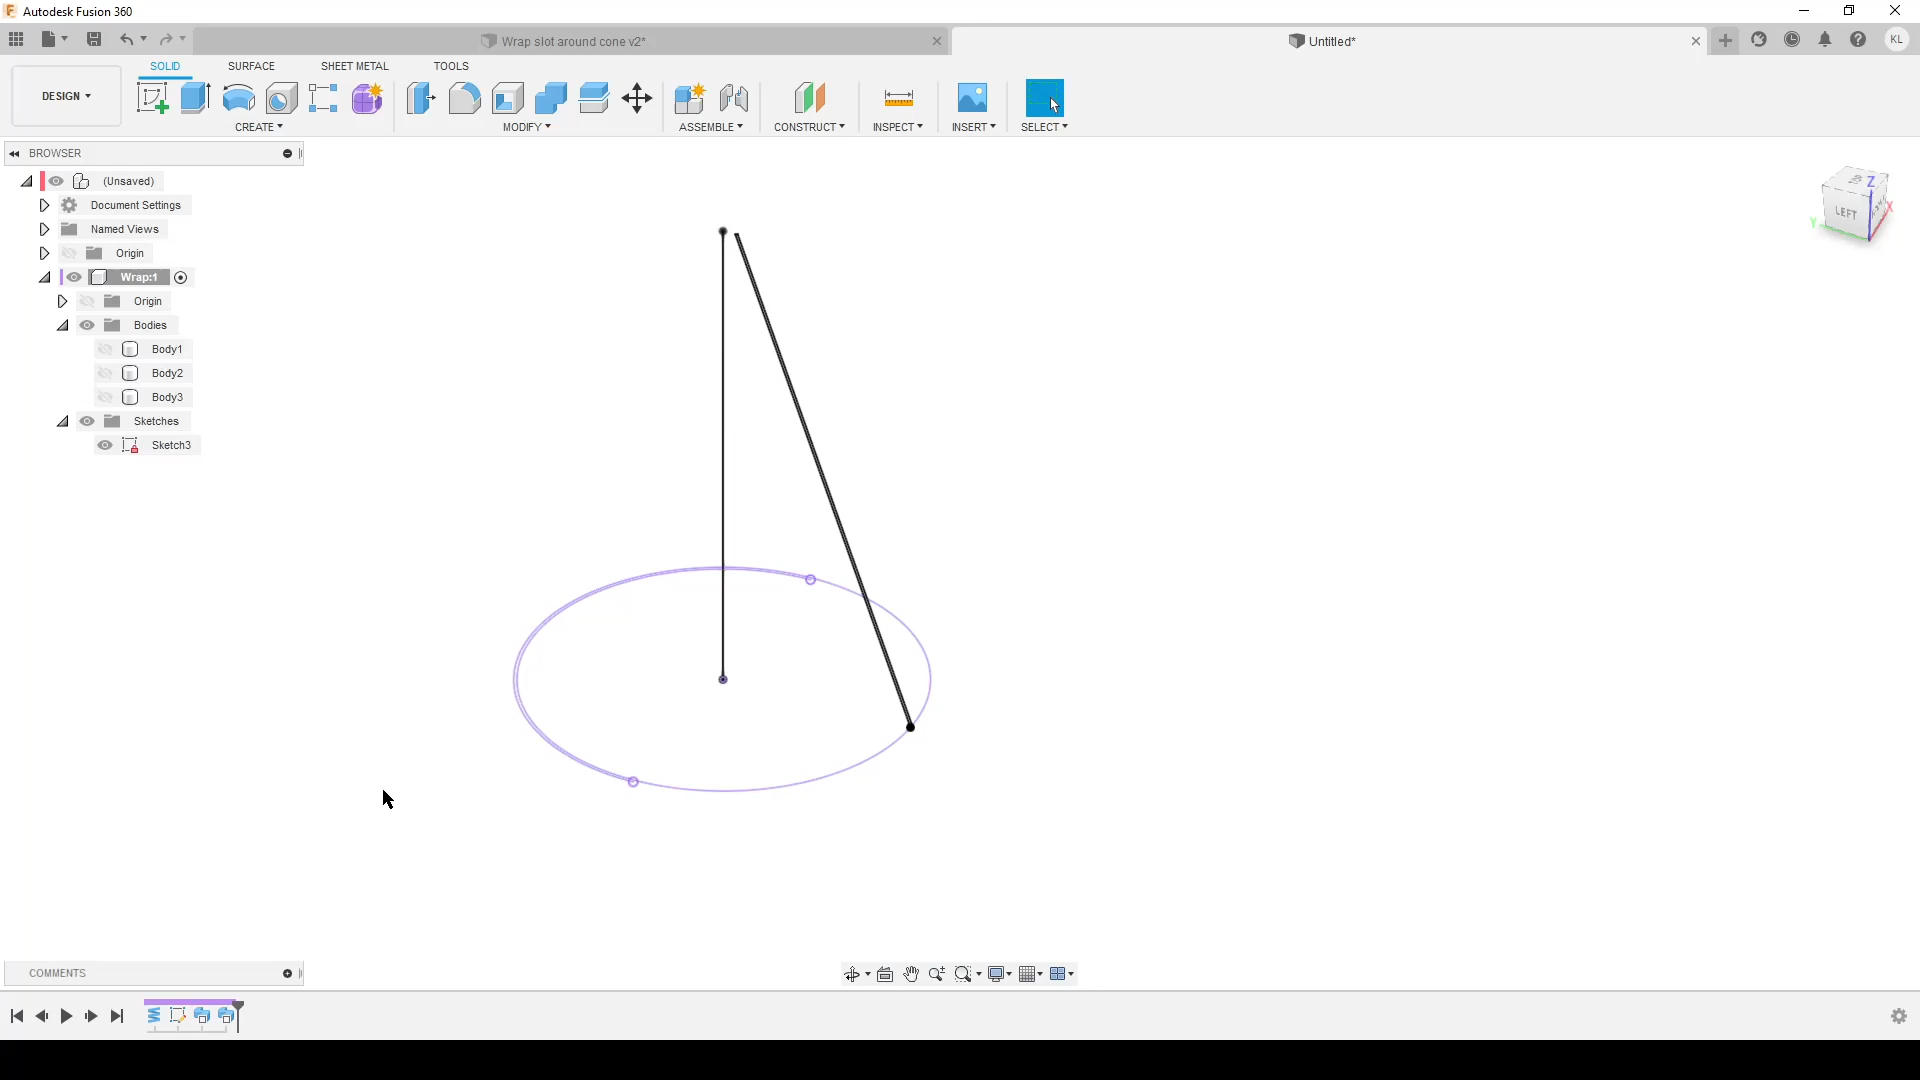 Autodesk Fusion 360
Wrap slot around cone v2*
Untitled*
KL
DESIGN
SOLID
SURFACE
SHEET METAL
TOOLS
CREATE
MODIFY
ASSEMBLE
CONSTRUCT
INSPECT
INSERT
SELECT
BROWSER
(Unsaved)
Document Settings
Named Views
Origin
Wrap:1
Origin
Bodies
Body1
Body2
Body3
Sketches
Sketch3
Z
X
Y
LEFT
COMMENTS